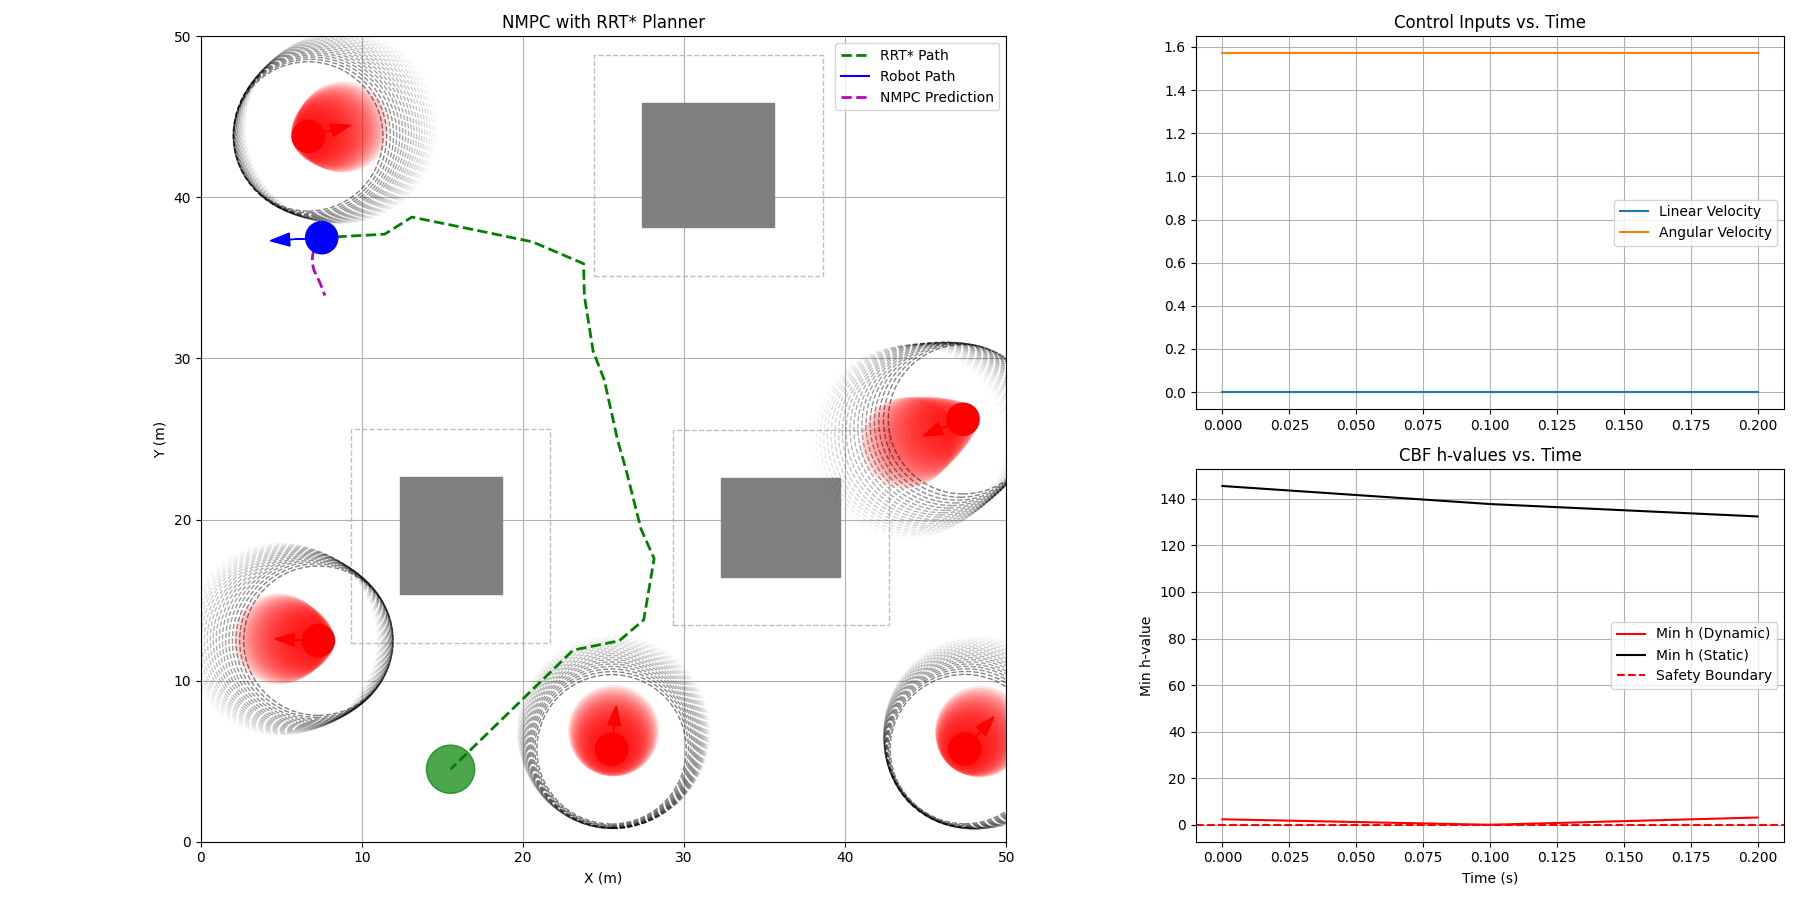 NMPC with RRT* Planner
50
40
30
20
10
0
Y (m)
0 10 20 30 40 50
X (m)
RRT* Path
Robot Path
NMPC Prediction
Control Inputs vs. Time
1.6
1.4
1.2
1.0
0.8
0.6
0.4
0.2
0.0
Linear Velocity
Angular Velocity
0.000 0.025 0.050 0.075 0.100 0.125 0.150 0.175 0.200
CBF h-values vs. Time
140
120
100
80
60
40
20
0
Min h-value
Min h (Dynamic)
Min h (Static)
Safety Boundary
0.000 0.025 0.050 0.075 0.100 0.125 0.150 0.175 0.200
Time (s)